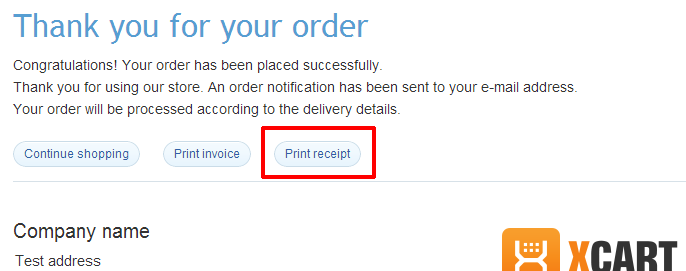 Thank you for your order
Congratulations! Your order has been placed successfully.
Thank you for using our store. An order notification has been sent to your e-mail address.
Your order will be processed according to the delivery details.
Continue shopping Print invoice Print receipt
Company name
XCART
Test address